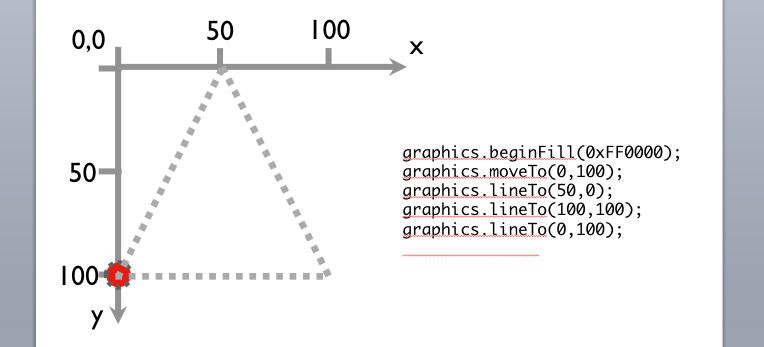 0,0
50
100
x
50
100
y
graphics.beginFill(0xFF0000);
graphics.moveTo(0,100);
graphics.lineTo(50,0);
graphics.lineTo(100,100);
graphics.lineTo(0,100);